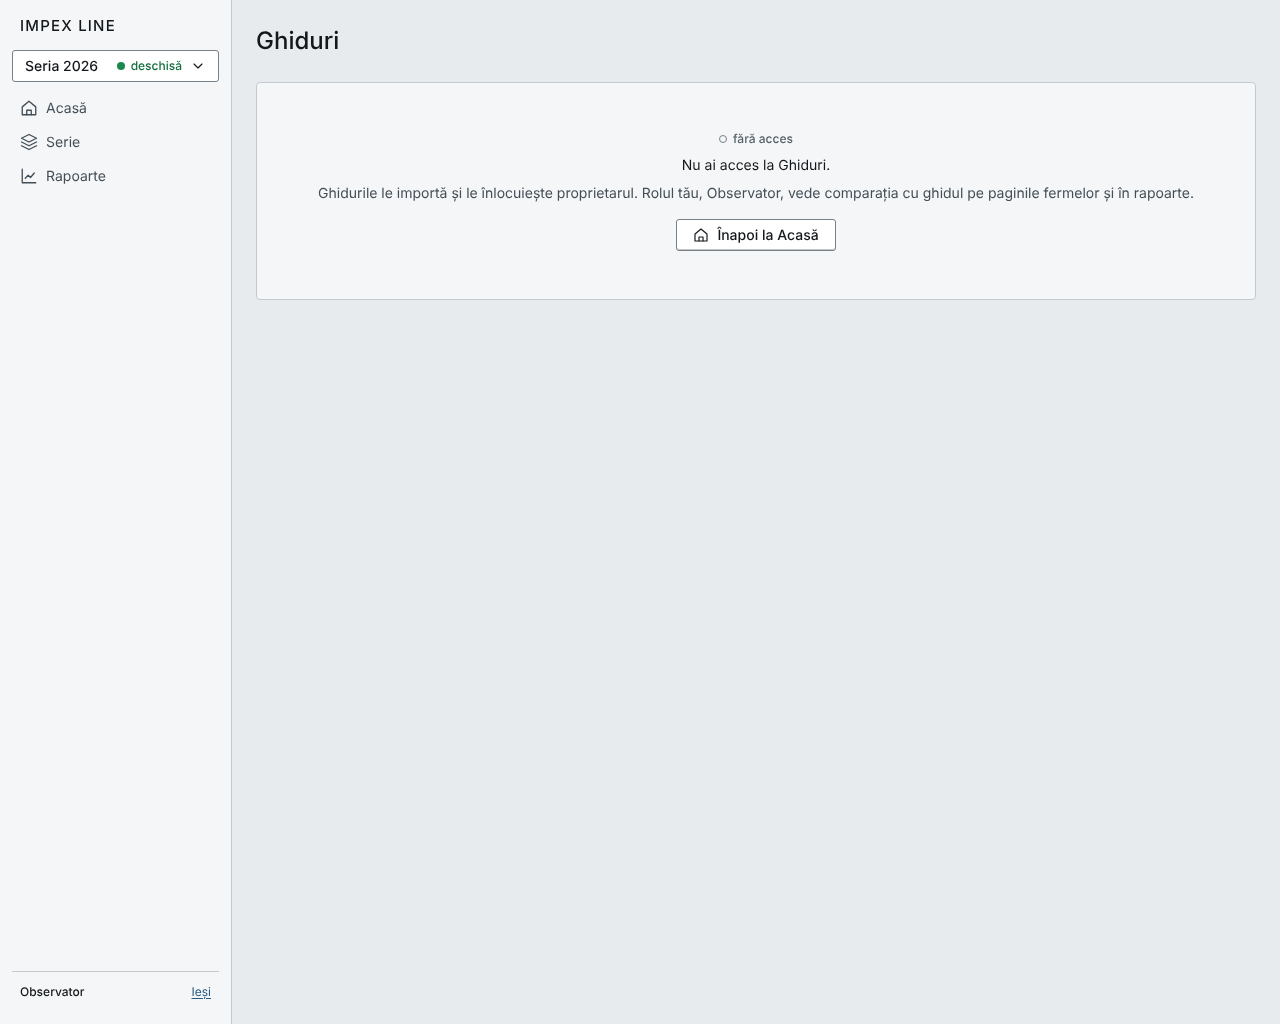 IMPEX LINE
Seria 2026 deschisă
Acasă
Serie
Rapoarte
Ghiduri
fără acces
Nu ai acces la Ghiduri.
Ghidurile le importă și le înlocuiește proprietarul. Rolul tău, Observator, vede comparația cu ghidul pe paginile fermelor și în rapoarte.
Înapoi la Acasă
Observator Ieși